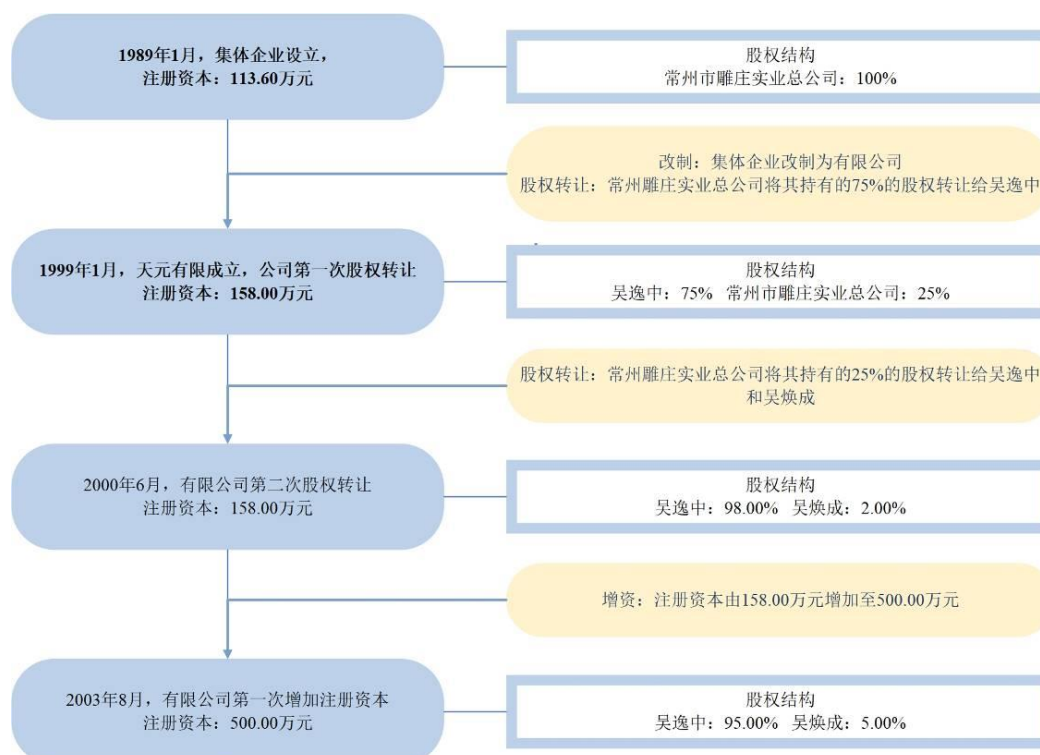 1989年1月，集体企业设立，
注册资本：113.60万元
股权结构
常州市雕庄实业总公司：100%
改制：集体企业改制为有限公司
股权转让：常州雕庄实业总公司将其持有的75%的股权转让给吴逸中
1999年1月，天元有限成立，公司第一次股权转让
注册资本：158.00万元
股权结构
吴逸中：75% 常州市雕庄实业总公司：25%
股权转让：常州雕庄实业总公司将其持有的25%的股权转让给吴逸中
和吴焕成
2000年6月，有限公司第二次股权转让
注册资本：158.00万元
股权结构
吴逸中：98.00% 吴焕成：2.00%
增资：注册资本由158.00万元增加至500.00万元
2003年8月，有限公司第一次增加注册资本
注册资本：500.00万元
股权结构
吴逸中：95.00% 吴焕成：5.00%